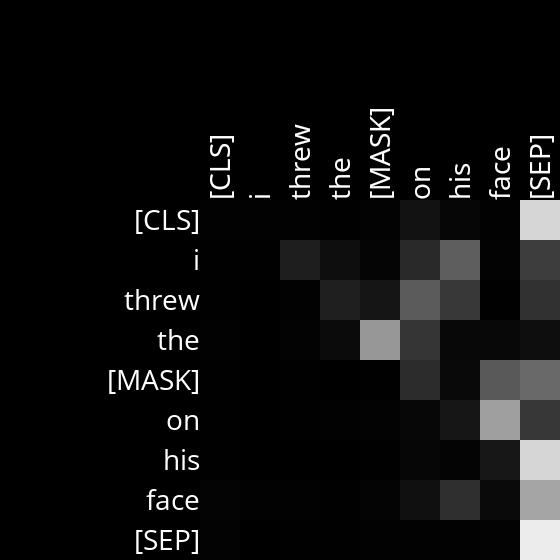 [CLS] i threw the [MASK] on his face [SEP]
[CLS]
i
threw
the
[MASK]
on
his
face
[SEP]